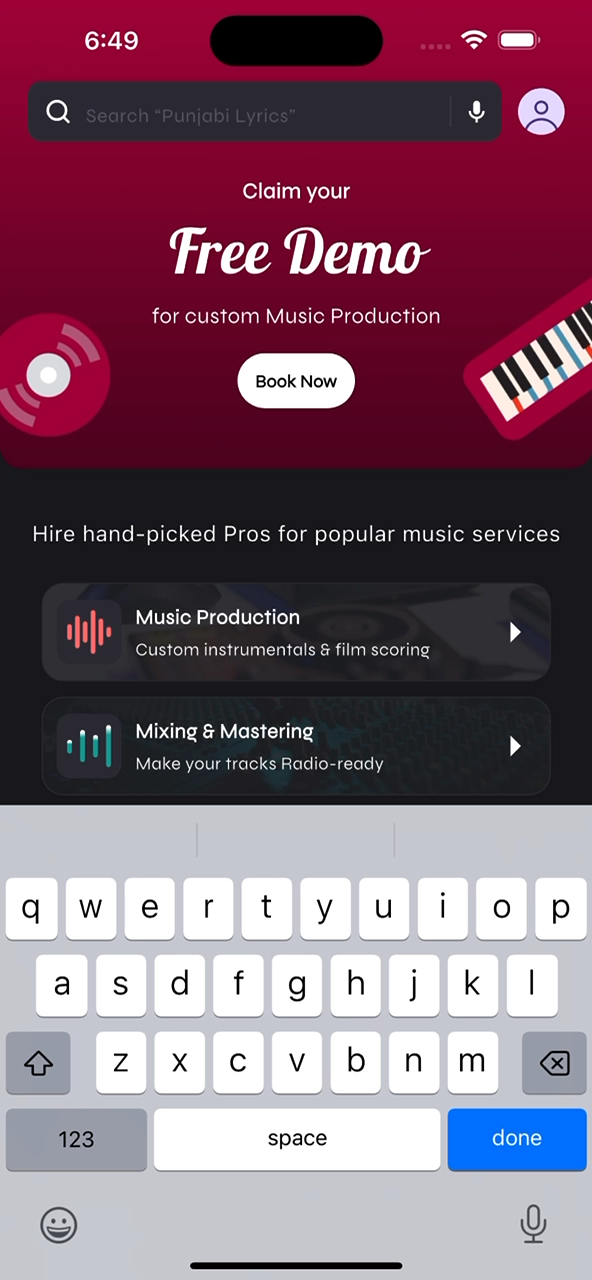 6:49
Search “Punjabi Lyrics”
Claim your
Free Demo
for custom Music Production
Book Now
Hire hand-picked Pros for popular music services
Music Production
Custom instrumentals & film scoring
Mixing & Mastering
Make your tracks Radio-ready
q w e r t y u i o p
a s d f g h j k l
z x c v b n m
123 space done